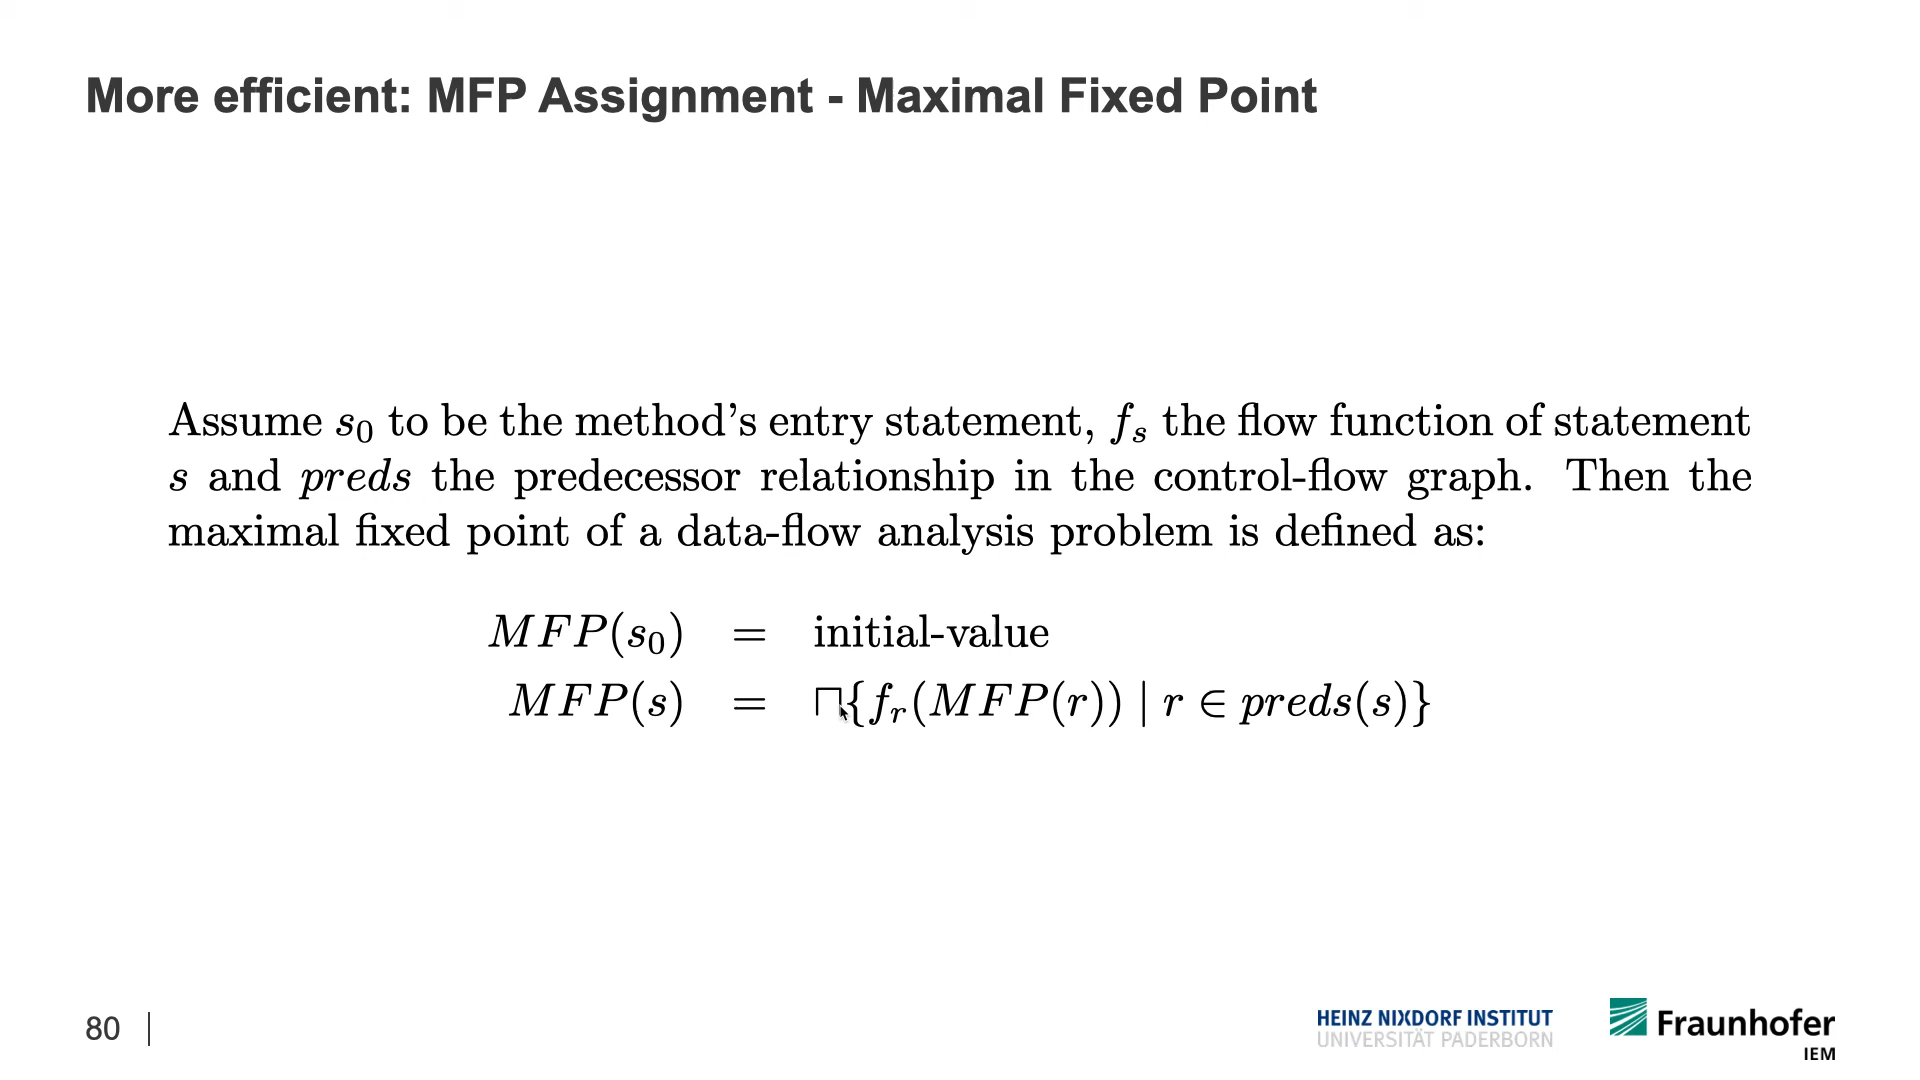 More efficient: MFP Assignment - Maximal Fixed Point
Assume s₀ to be the method’s entry statement, fₛ the flow function of statement
s and preds the predecessor relationship in the control-flow graph. Then the
maximal fixed point of a data-flow analysis problem is defined as:
MFP(s₀) = initial-value
MFP(s) = ⊓{fᵣ(MFP(r)) | r ∈ preds(s)}
80
HEINZ NIXDORF INSTITUT
UNIVERSITÄT PADERBORN
Fraunhofer
IEM